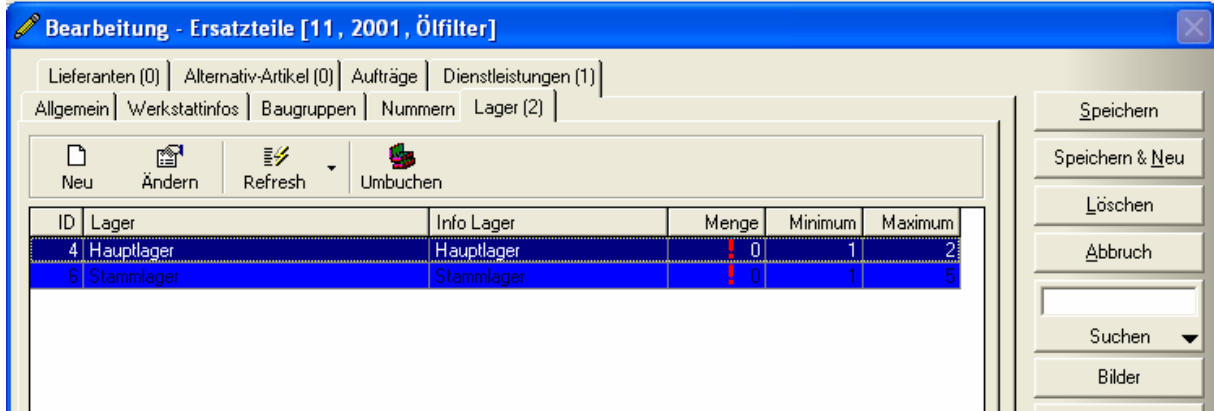 Bearbeitung - Ersatzteile [11, 2001, Ölfilter]
Lieferanten (0) Alternativ-Artikel (0) Aufträge Dienstleistungen (1)
Allgemein Werkstattinfos Baugruppen Nummern Lager (2)
Neu Ändern Refresh Umbuchen
ID Lager Info Lager Menge Minimum Maximum
4 Hauptlager Hauptlager ! 0 1 2
6 Stammlager Stammlager ! 0 1 5
Speichern
Speichern & Neu
Löschen
Abbruch
Suchen
Bilder